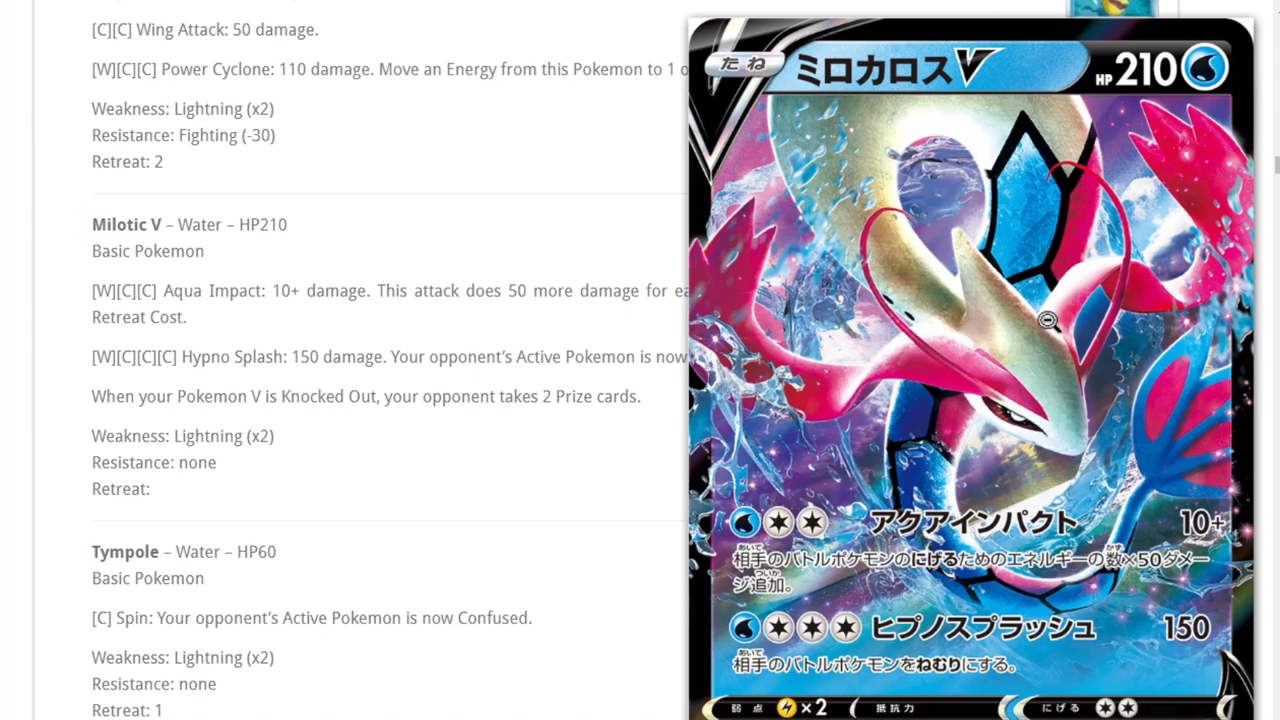 [C][C] Wing Attack: 50 damage.
[W][C][C] Power Cyclone: 110 damage. Move an Energy from this Pokemon to 1 o
Weakness: Lightning (x2)
Resistance: Fighting (-30)
Retreat: 2
Milotic V – Water – HP210
Basic Pokemon
[W][C][C] Aqua Impact: 10+ damage. This attack does 50 more damage for ea
Retreat Cost.
[W][C][C][C] Hypno Splash: 150 damage. Your opponent’s Active Pokemon is now
When your Pokemon V is Knocked Out, your opponent takes 2 Prize cards.
Weakness: Lightning (x2)
Resistance: none
Retreat:
Tympole – Water – HP60
Basic Pokemon
[C] Spin: Your opponent’s Active Pokemon is now Confused.
Weakness: Lightning (x2)
Resistance: none
Retreat: 1
たね ミロカロスV HP210
アクアインパクト 10+
相手のバトルポケモンのにげるためのエネルギーの数×50ダメー
ジ追加。
ヒプノスプラッシュ 150
相手のバトルポケモンをねむりにする。
弱点 ×2 抵抗力 にげる